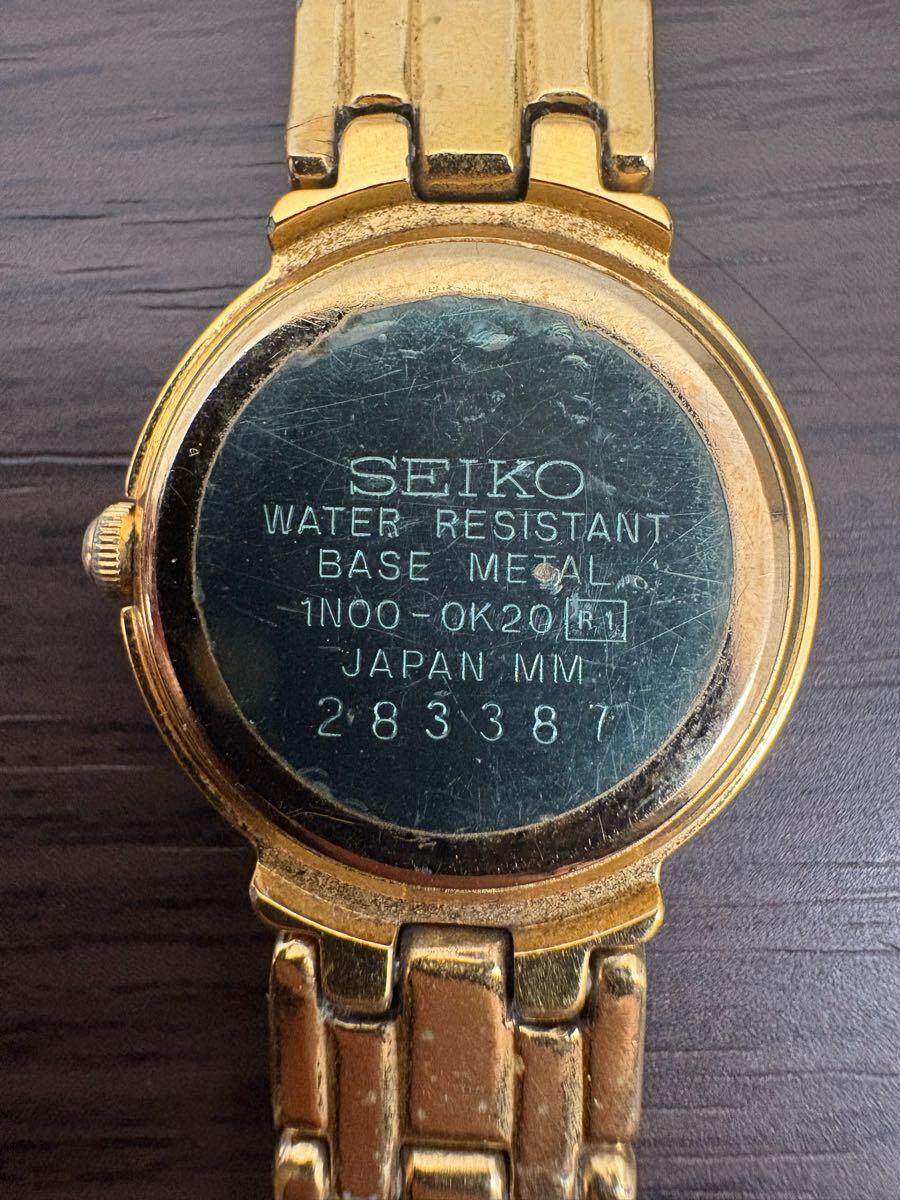 SEIKO
WATER RESISTANT
BASE METAL
1N00-0K20 R1
JAPAN MM
283387